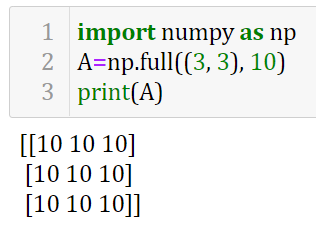 1 import numpy as np
2 A=np.full((3, 3), 10)
3 print(A)
[[10 10 10]
 [10 10 10]
 [10 10 10]]